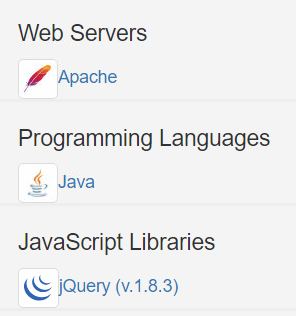 Web Servers
Apache
Programming Languages
Java
JavaScript Libraries
jQuery (v.1.8.3)